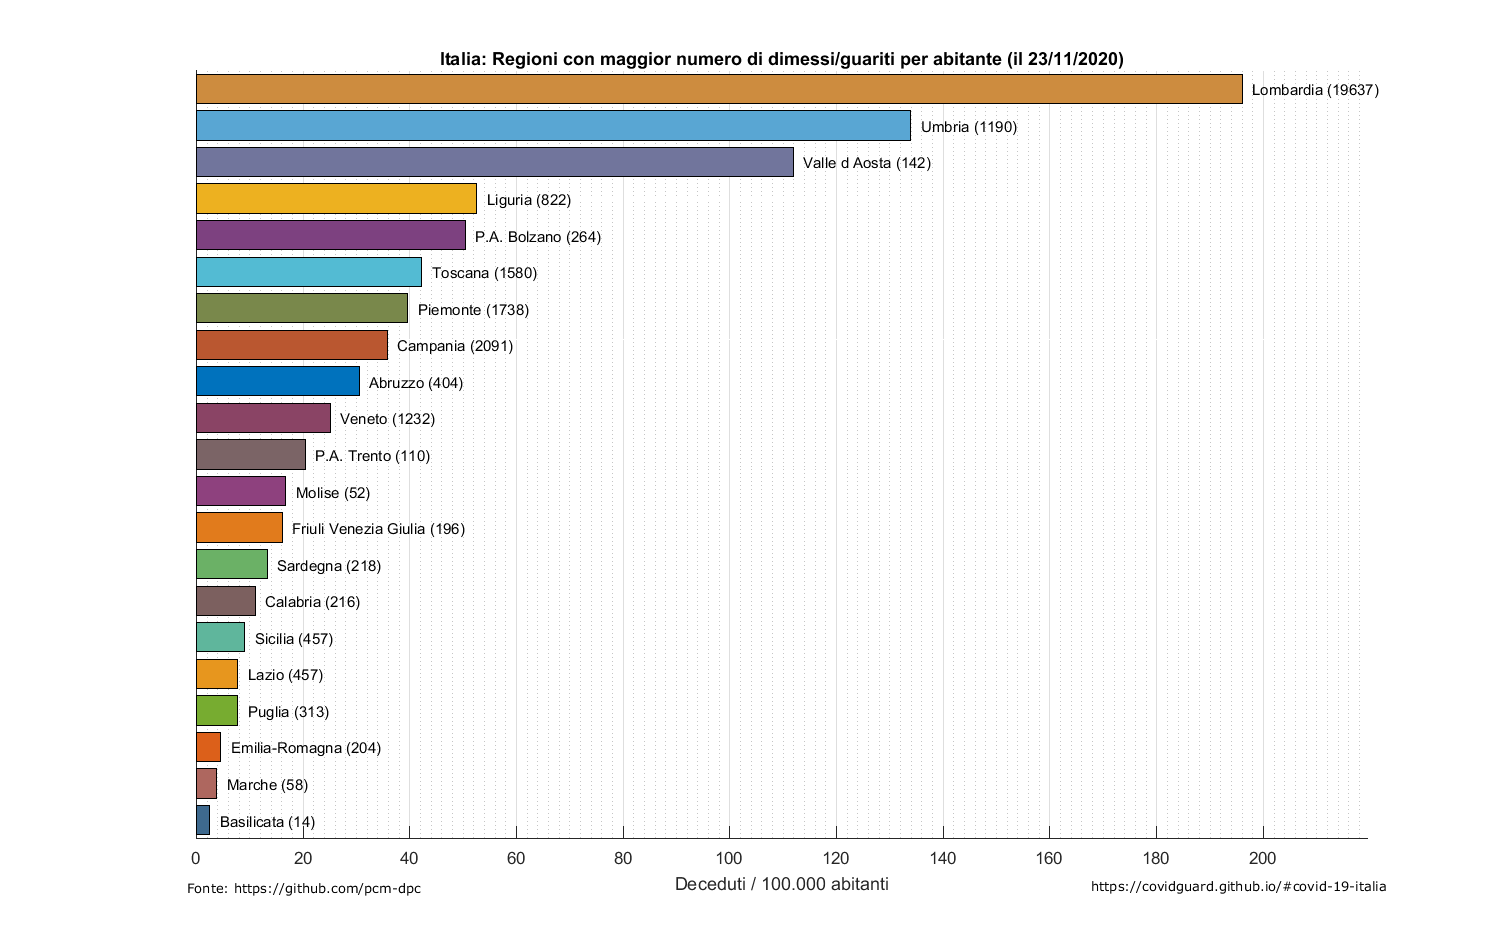 Italia: Regioni con maggior numero di dimessi/guariti per abitante (il 23/11/2020)
Lombardia (19637)
Umbria (1190)
Valle d Aosta (142)
Liguria (822)
P.A. Bolzano (264)
Toscana (1580)
Piemonte (1738)
Campania (2091)
Abruzzo (404)
Veneto (1232)
P.A. Trento (110)
Molise (52)
Friuli Venezia Giulia (196)
Sardegna (218)
Calabria (216)
Sicilia (457)
Lazio (457)
Puglia (313)
Emilia-Romagna (204)
Marche (58)
Basilicata (14)
0 20 40 60 80 100 120 140 160 180 200
Deceduti / 100.000 abitanti
Fonte: https://github.com/pcm-dpc
https://covidguard.github.io/#covid-19-italia